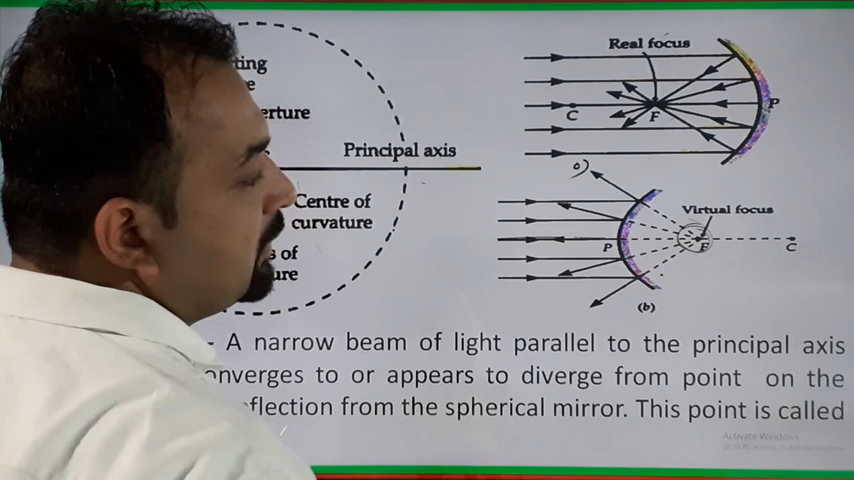 ting
e
erture
Principal axis
Centre of
curvature
s of
ure
Real focus
C
F
P
a)
Virtual focus
P
F
C
(b)
- A narrow beam of light parallel to the principal axis
onverges to or appears to diverge from point on the
eflection from the spherical mirror. This point is called
Activate Windows